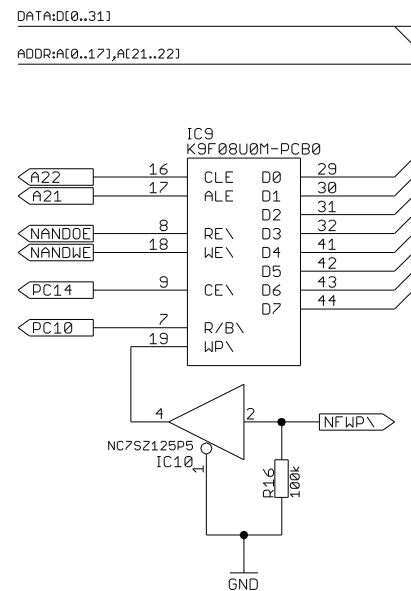 DATA:D[0..31]
ADDR:A[0..17],A[21..22]
IC9
K9F08U0M-PCB0
A22 16 CLE D0 29
A21 17 ALE D1 30
D2 31
NANDOE 8 RE\ D3 32
NANDWE 18 WE\ D4 41
D5 42
PC14 9 CE\ D6 43
D7 44
PC10 7 R/B\
19 WP\
4 2 NFWP\
NC7SZ125P5
IC10 1
R16 100k
GND